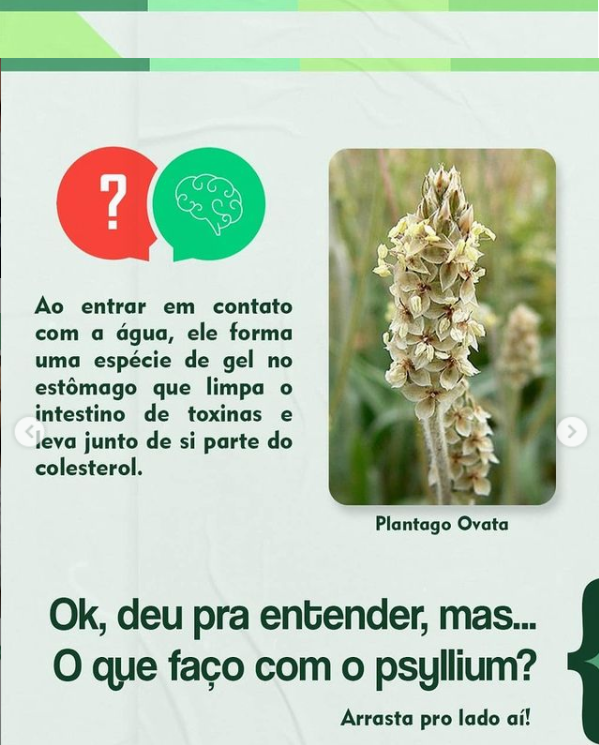 ?
Ao entrar em contato
com a água, ele forma
uma espécie de gel no
estômago que limpa o
intestino de toxinas e
leva junto de si parte do
colesterol.
Plantago Ovata
Ok, deu pra entender, mas...
O que faço com o psyllium?
Arrasta pro lado aí!